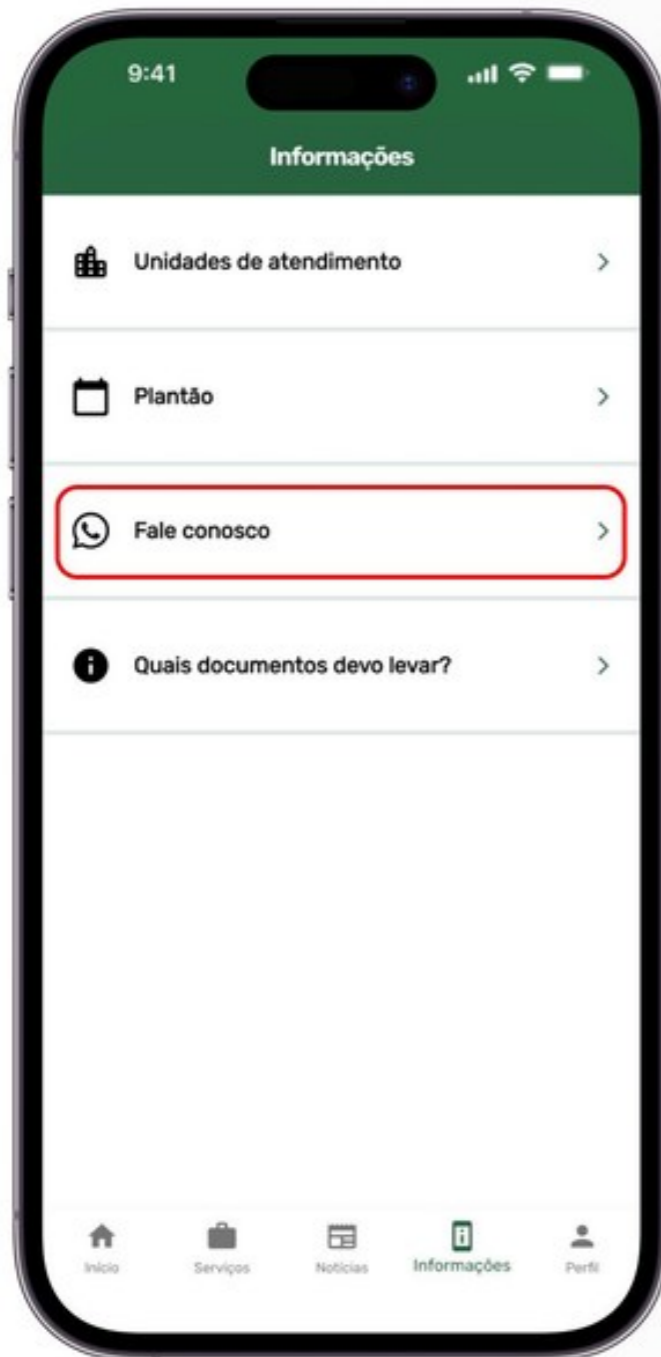 9:41
Informações
Unidades de atendimento
Plantão
Fale conosco
Quais documentos devo levar?
Início Serviços Notícias Informações Perfil